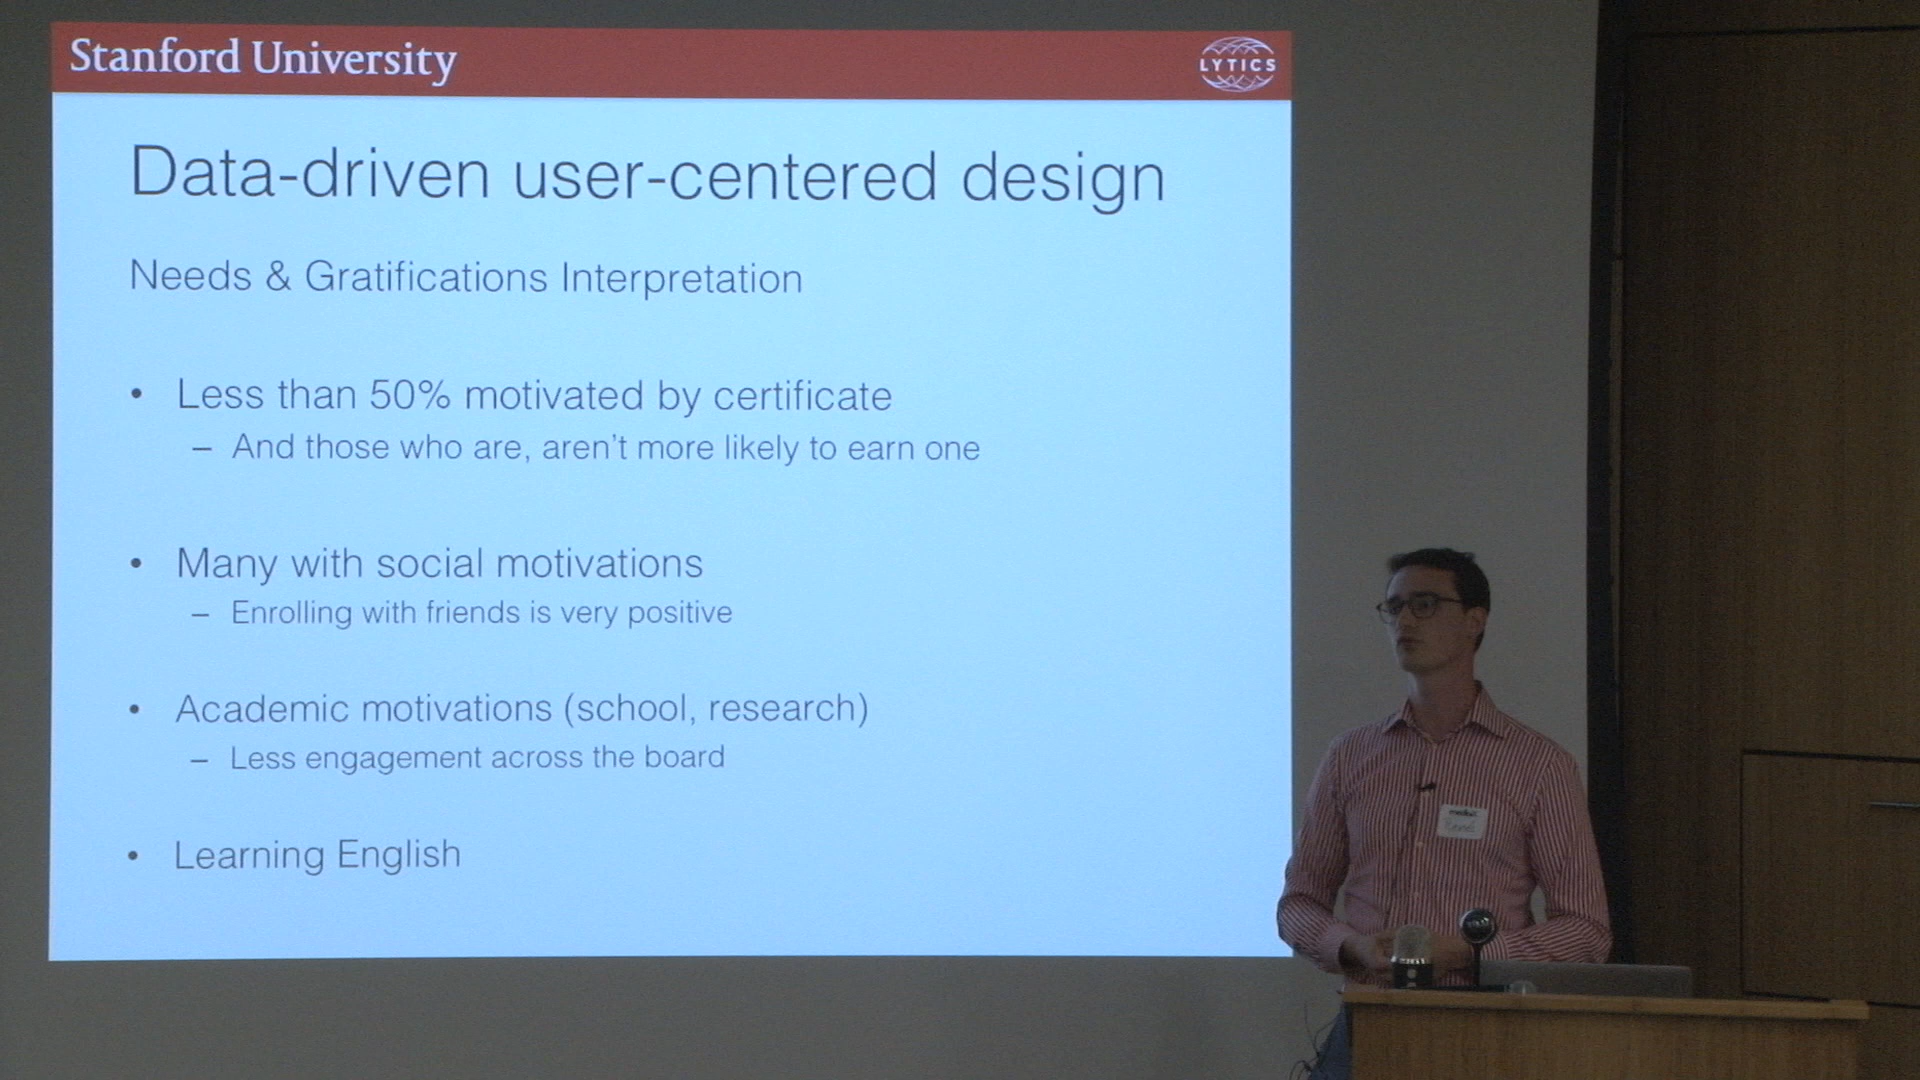 Stanford University
LYTICS
Data-driven user-centered design
Needs & Gratifications Interpretation
• Less than 50% motivated by certificate
– And those who are, aren't more likely to earn one
• Many with social motivations
– Enrolling with friends is very positive
• Academic motivations (school, research)
– Less engagement across the board
• Learning English